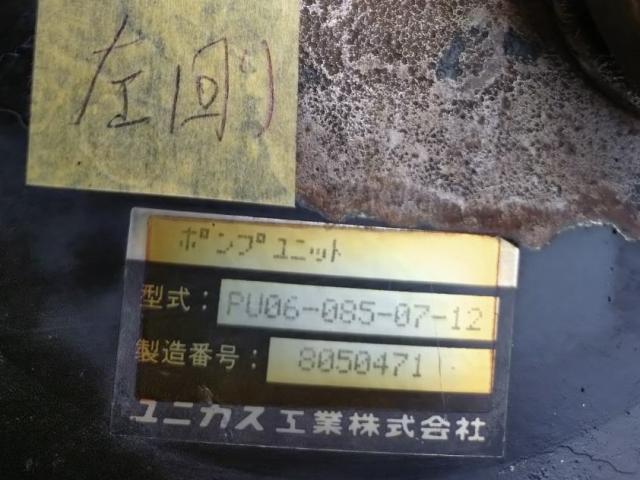 左回り
ポンプユニット
型式： PU06-085-07-12
製造番号： 8050471
ユニカス工業株式会社